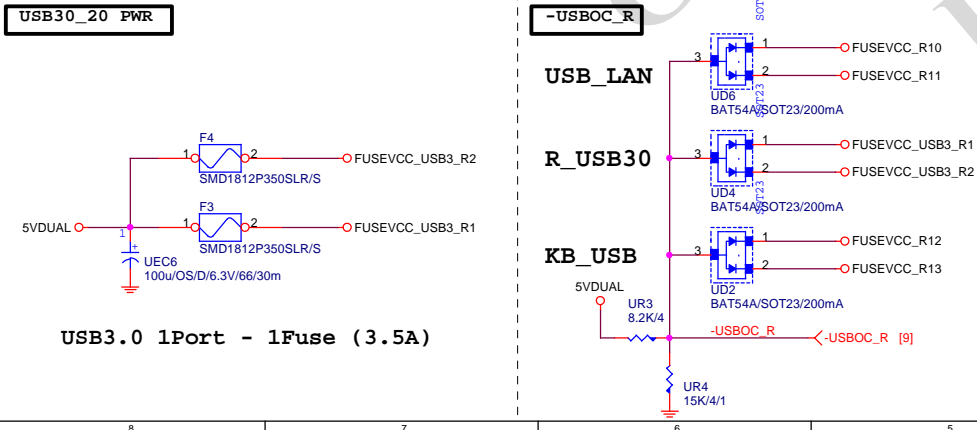 USB30_20 PWR
F4
1
2
FUSEVCC_USB3_R2
SMD1812P350SLR/S
F3
5VDUAL
1
2
FUSEVCC_USB3_R1
SMD1812P350SLR/S
1
+
UEC6
100u/OS/D/6.3V/66/30m
USB3.0 1Port - 1Fuse (3.5A)
-USBOC_R
SOT23
USB_LAN
3
1
FUSEVCC_R10
2
FUSEVCC_R11
UD6
BAT54A/SOT23/200mA
SOT23
R_USB30
3
1
FUSEVCC_USB3_R1
2
FUSEVCC_USB3_R2
UD4
BAT54A/SOT23/200mA
SOT23
KB_USB
3
1
FUSEVCC_R12
2
FUSEVCC_R13
UD2
BAT54A/SOT23/200mA
5VDUAL
UR3
8.2K/4
-USBOC_R
-USBOC_R [9]
UR4
15K/4/1
8
7
6
5